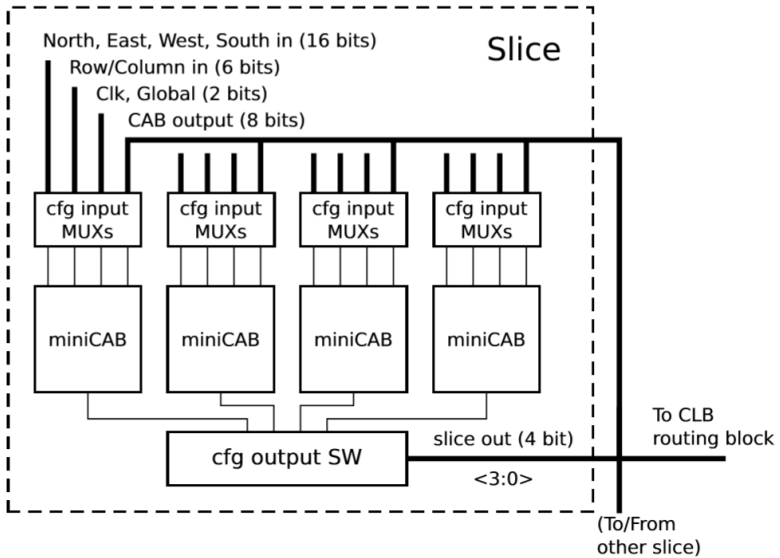 North, East, West, South in (16 bits)
Slice
Row/Column in (6 bits)
Clk, Global (2 bits)
CAB output (8 bits)
cfg input
MUXs
cfg input
MUXs
cfg input
MUXs
cfg input
MUXs
miniCAB
miniCAB
miniCAB
miniCAB
cfg output SW
slice out (4 bit)
<3:0>
To CLB
routing block
(To/From
other slice)